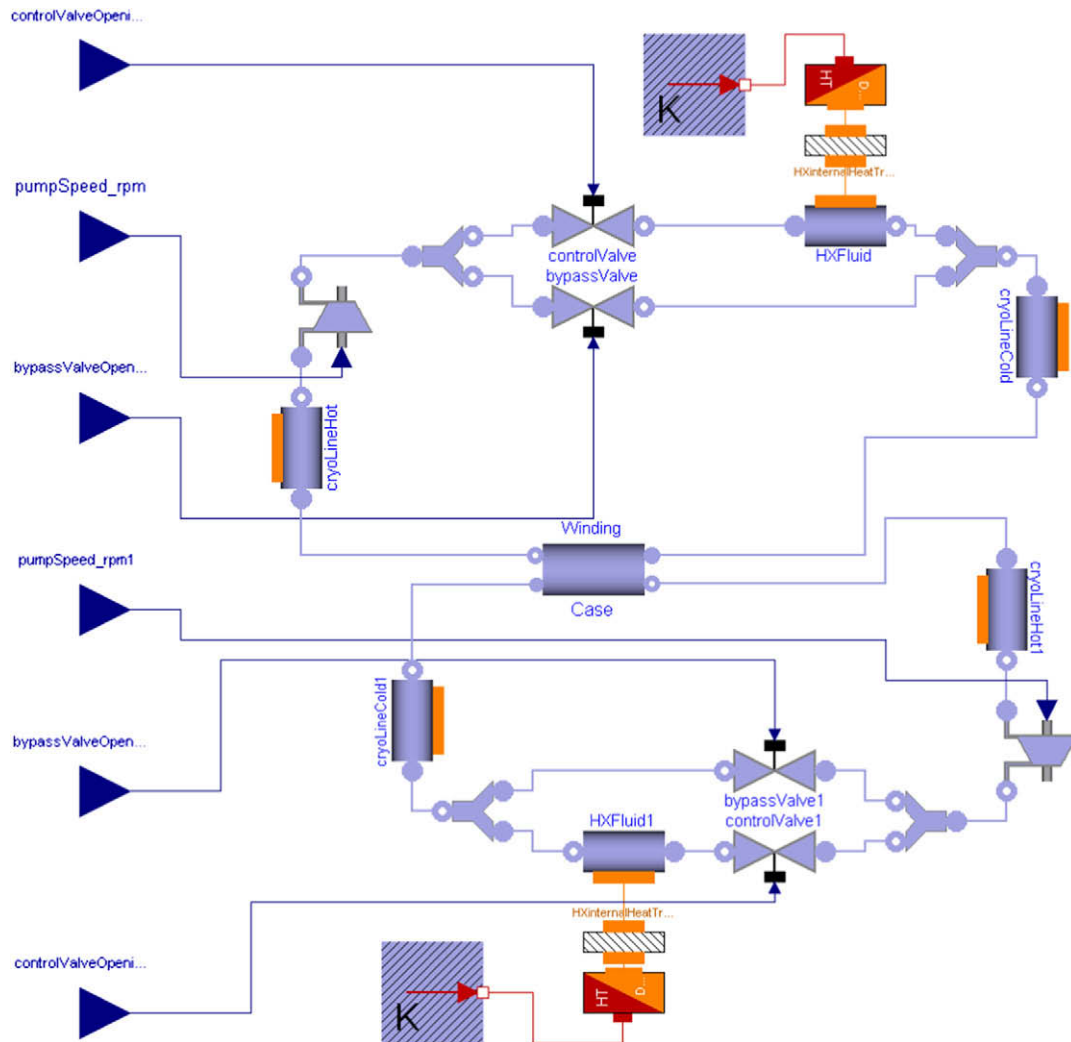 controlValveOpeni...
HT
D...
K
pumpSpeed_rpm
HXinternalHeatTr...
controlValve
HXFluid
bypassValve
cryoLineCold
bypassValveOpen...
cryoLineHot
Winding
pumpSpeed_rpm1
Case
cryoLineHot1
cryoLineCold1
bypassValveOpen...
bypassValve1
HXFluid1
controlValve1
HXinternalHeatTr...
controlValveOpeni...
HT
D...
K